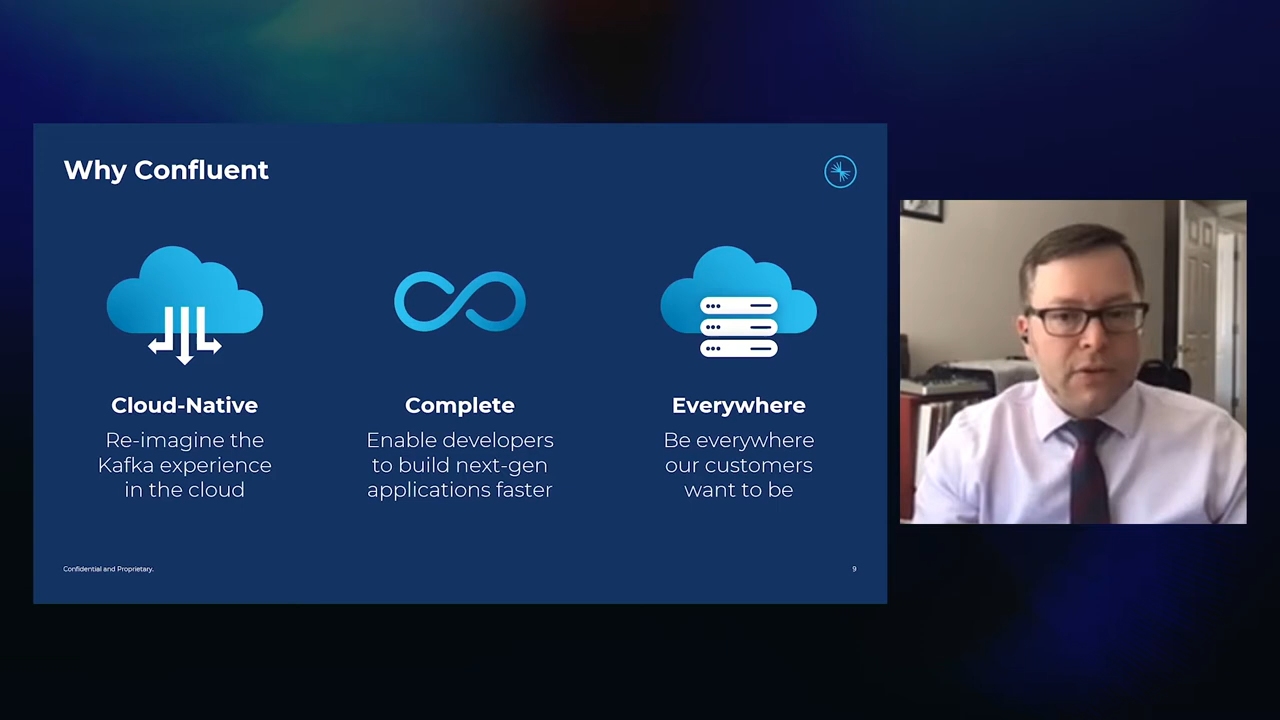 Why Confluent
Cloud-Native
Re-imagine the
Kafka experience
in the cloud
Complete
Enable developers
to build next-gen
applications faster
Everywhere
Be everywhere
our customers
want to be
Confidential and Proprietary.
9